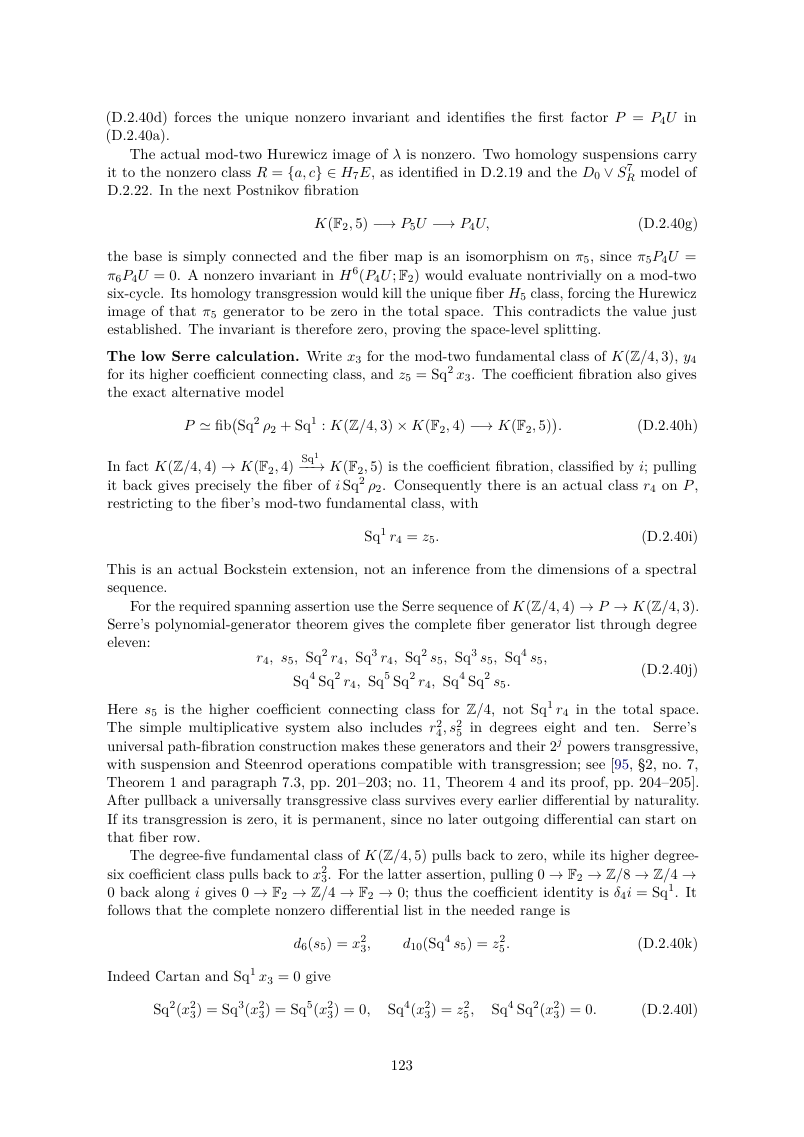 (D.2.40d) forces the unique nonzero invariant and identifies the first factor P = P₄U in
(D.2.40a).
The actual mod-two Hurewicz image of λ is nonzero. Two homology suspensions carry
it to the nonzero class R = {a, c} ∈ H₇E, as identified in D.2.19 and the D₀ ∨ S⁷_R model of
D.2.22. In the next Postnikov fibration
K(𝔽₂, 5) ⟶ P₅U ⟶ P₄U, (D.2.40g)
the base is simply connected and the fiber map is an isomorphism on π₅, since π₅P₄U =
π₆P₄U = 0. A nonzero invariant in H⁶(P₄U; 𝔽₂) would evaluate nontrivially on a mod-two
six-cycle. Its homology transgression would kill the unique fiber H₅ class, forcing the Hurewicz
image of that π₅ generator to be zero in the total space. This contradicts the value just
established. The invariant is therefore zero, proving the space-level splitting.
The low Serre calculation. Write x₃ for the mod-two fundamental class of K(ℤ/4, 3), y₄
for its higher coefficient connecting class, and z₅ = Sq² x₃. The coefficient fibration also gives
the exact alternative model
P ≃ fib(Sq² ρ₂ + Sq¹ : K(ℤ/4, 3) × K(𝔽₂, 4) ⟶ K(𝔽₂, 5)). (D.2.40h)
In fact K(ℤ/4, 4) → K(𝔽₂, 4) —Sq¹→ K(𝔽₂, 5) is the coefficient fibration, classified by i; pulling
it back gives precisely the fiber of i Sq² ρ₂. Consequently there is an actual class r₄ on P,
restricting to the fiber's mod-two fundamental class, with
Sq¹ r₄ = z₅. (D.2.40i)
This is an actual Bockstein extension, not an inference from the dimensions of a spectral
sequence.
For the required spanning assertion use the Serre sequence of K(ℤ/4, 4) → P → K(ℤ/4, 3).
Serre's polynomial-generator theorem gives the complete fiber generator list through degree
eleven:
r₄, s₅, Sq² r₄, Sq³ r₄, Sq² s₅, Sq³ s₅, Sq⁴ s₅,
Sq⁴ Sq² r₄, Sq⁵ Sq² r₄, Sq⁴ Sq² s₅. (D.2.40j)
Here s₅ is the higher coefficient connecting class for ℤ/4, not Sq¹ r₄ in the total space.
The simple multiplicative system also includes r₄², s₅² in degrees eight and ten. Serre's
universal path-fibration construction makes these generators and their 2ʲ powers transgressive,
with suspension and Steenrod operations compatible with transgression; see [95, §2, no. 7,
Theorem 1 and paragraph 7.3, pp. 201–203; no. 11, Theorem 4 and its proof, pp. 204–205].
After pullback a universally transgressive class survives every earlier differential by naturality.
If its transgression is zero, it is permanent, since no later outgoing differential can start on
that fiber row.
The degree-five fundamental class of K(ℤ/4, 5) pulls back to zero, while its higher degree-
six coefficient class pulls back to x₃². For the latter assertion, pulling 0 → 𝔽₂ → ℤ/8 → ℤ/4 →
0 back along i gives 0 → 𝔽₂ → ℤ/4 → 𝔽₂ → 0; thus the coefficient identity is δ₄i = Sq¹. It
follows that the complete nonzero differential list in the needed range is
d₆(s₅) = x₃², d₁₀(Sq⁴ s₅) = z₅². (D.2.40k)
Indeed Cartan and Sq¹ x₃ = 0 give
Sq²(x₃²) = Sq³(x₃²) = Sq⁵(x₃²) = 0, Sq⁴(x₃²) = z₅², Sq⁴ Sq²(x₃²) = 0. (D.2.40l)
123